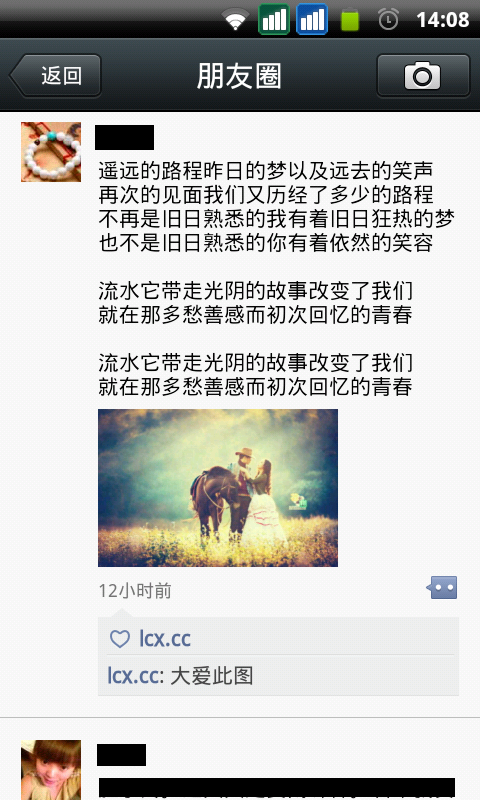 14:08
返回
朋友圈
遥远的路程昨日的梦以及远去的笑声
再次的见面我们又历经了多少的路程
不再是旧日熟悉的我有着旧日狂热的梦
也不是旧日熟悉的你有着依然的笑容
流水它带走光阴的故事改变了我们
就在那多愁善感而初次回忆的青春
流水它带走光阴的故事改变了我们
就在那多愁善感而初次回忆的青春
12小时前
lcx.cc
lcx.cc: 大爱此图